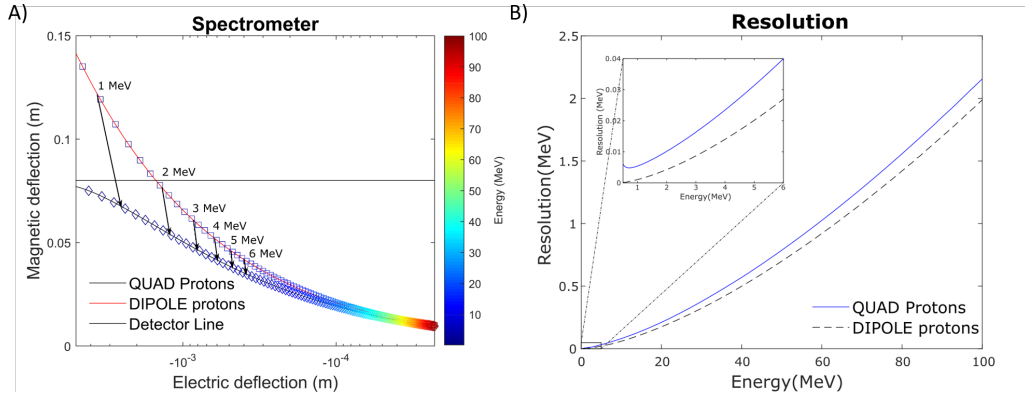 A)
Spectrometer
0.15
0.1
0.05
0
Magnetic deflection (m)
1 MeV
2 MeV
3 MeV
4 MeV
5 MeV
6 MeV
QUAD Protons
DIPOLE protons
Detector Line
-10⁻³
-10⁻⁴
Electric deflection (m)
100
90
80
70
60
50
40
30
20
10
Energy (MeV)
B)
Resolution
2.5
2
1.5
1
0.5
0
Resolution(MeV)
0.04
0.03
0.02
0.01
0
Resolution (MeV)
1
2
3
4
5
6
Energy(MeV)
QUAD Protons
DIPOLE protons
0
20
40
60
80
100
Energy(MeV)